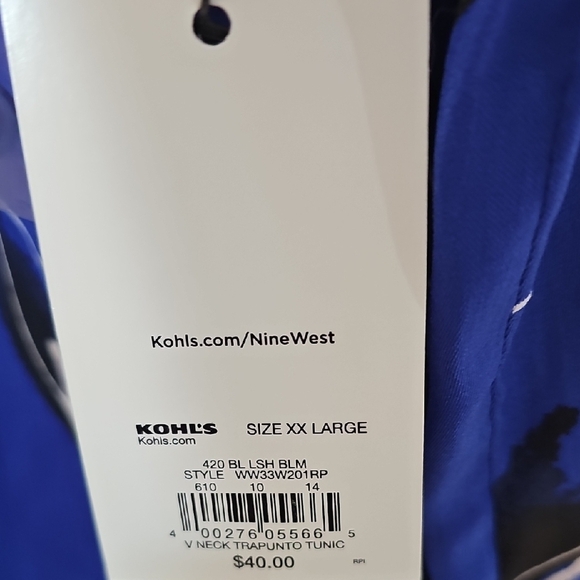 Kohls.com/NineWest
KOHL'S SIZE XX LARGE
Kohls.com
420 BL LSH BLM
STYLE WW33W201RP
610 10 14
4 00276 05566 5
V NECK TRAPUNTO TUNIC
$40.00 RPI